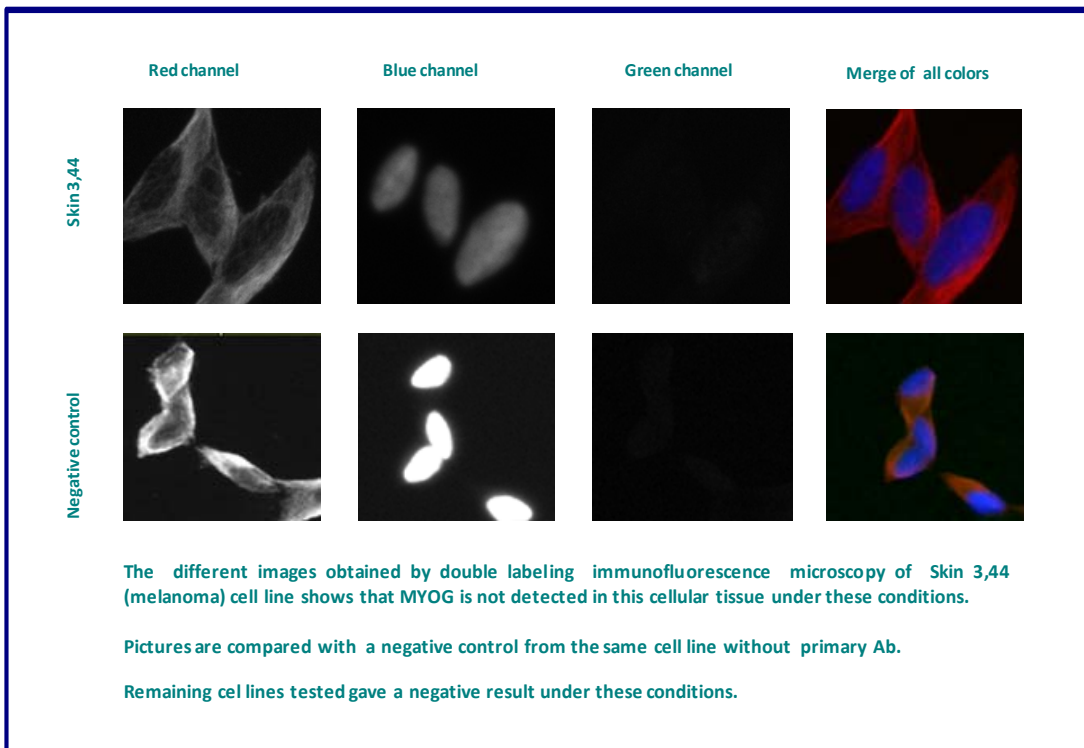 Red channel
Blue channel
Green channel
Merge of all colors
Skin 3,44
Negative control
The different images obtained by double labeling immunofluorescence microscopy of Skin 3,44
(melanoma) cell line shows that MYOG is not detected in this cellular tissue under these conditions.
Pictures are compared with a negative control from the same cell line without primary Ab.
Remaining cel lines tested gave a negative result under these conditions.